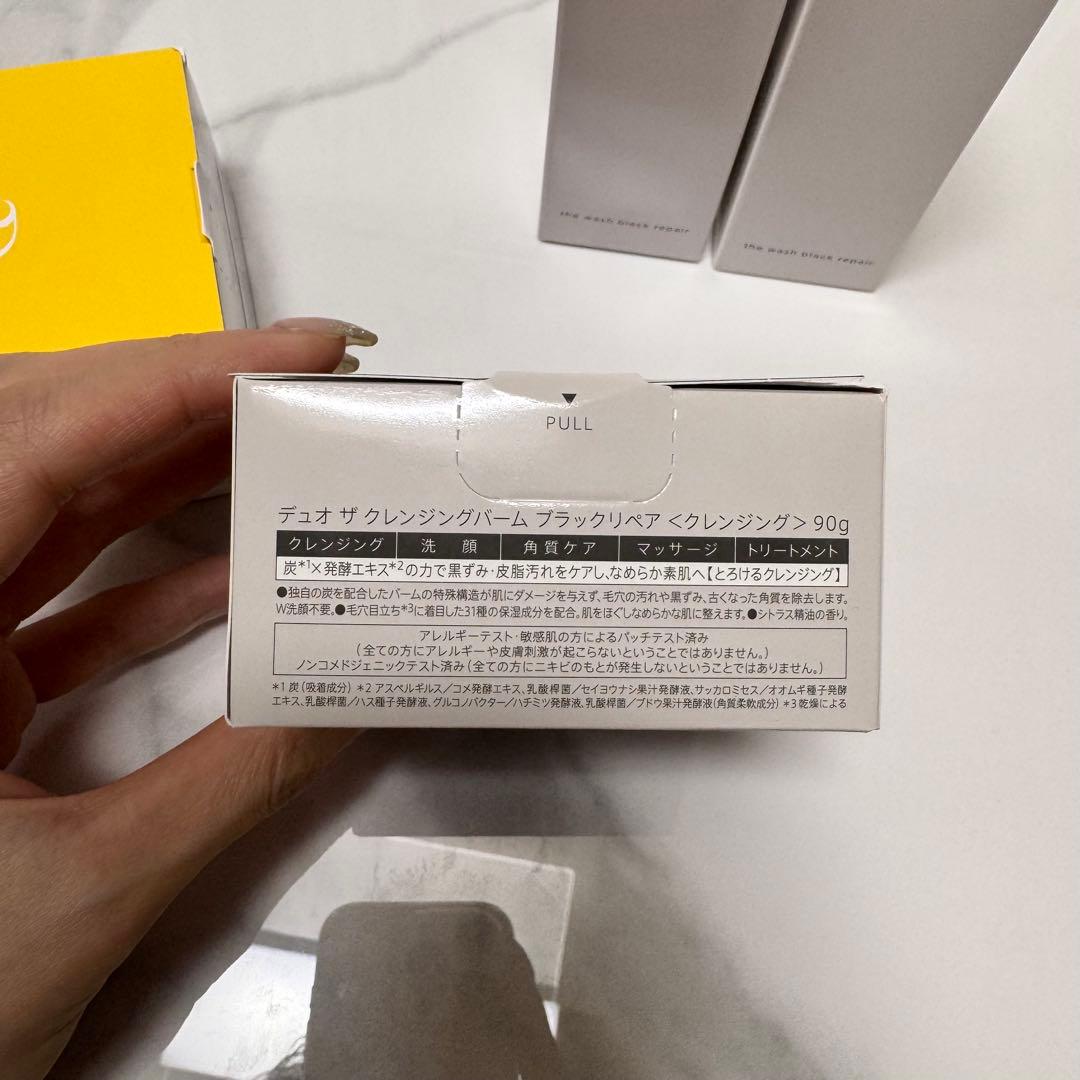 the wash black repair
the wash black repair
▼
PULL
デュオ ザ クレンジングバーム ブラックリペア <クレンジング> 90g
クレンジング 洗顔 角質ケア マッサージ トリートメント
炭*1×発酵エキス*2の力で黒ずみ・皮脂汚れをケアし、なめらか素肌へ【とろけるクレンジング】
●独自の炭を配合したバームの特殊構造が肌にダメージを与えず、毛穴の汚れや黒ずみ、古くなった角質を除去します。
W洗顔不要。●毛穴目立ち*3に着目した31種の保湿成分を配合。肌をほぐしなめらかな肌に整えます。●シトラス精油の香り。
アレルギーテスト・敏感肌の方によるパッチテスト済み
(全ての方にアレルギーや皮膚刺激が起こらないということではありません。)
ノンコメドジェニックテスト済み(全ての方にニキビのもとが発生しないということではありません。)
*1 炭(吸着成分) *2 アスペルギルス/コメ発酵エキス、乳酸桿菌/セイヨウナシ果汁発酵液、サッカロミセス/オオムギ種子発酵
エキス、乳酸桿菌/ハス種子発酵液、グルコノバクター/ハチミツ発酵液、乳酸桿菌/ブドウ果汁発酵液(角質柔軟成分) *3 乾燥による